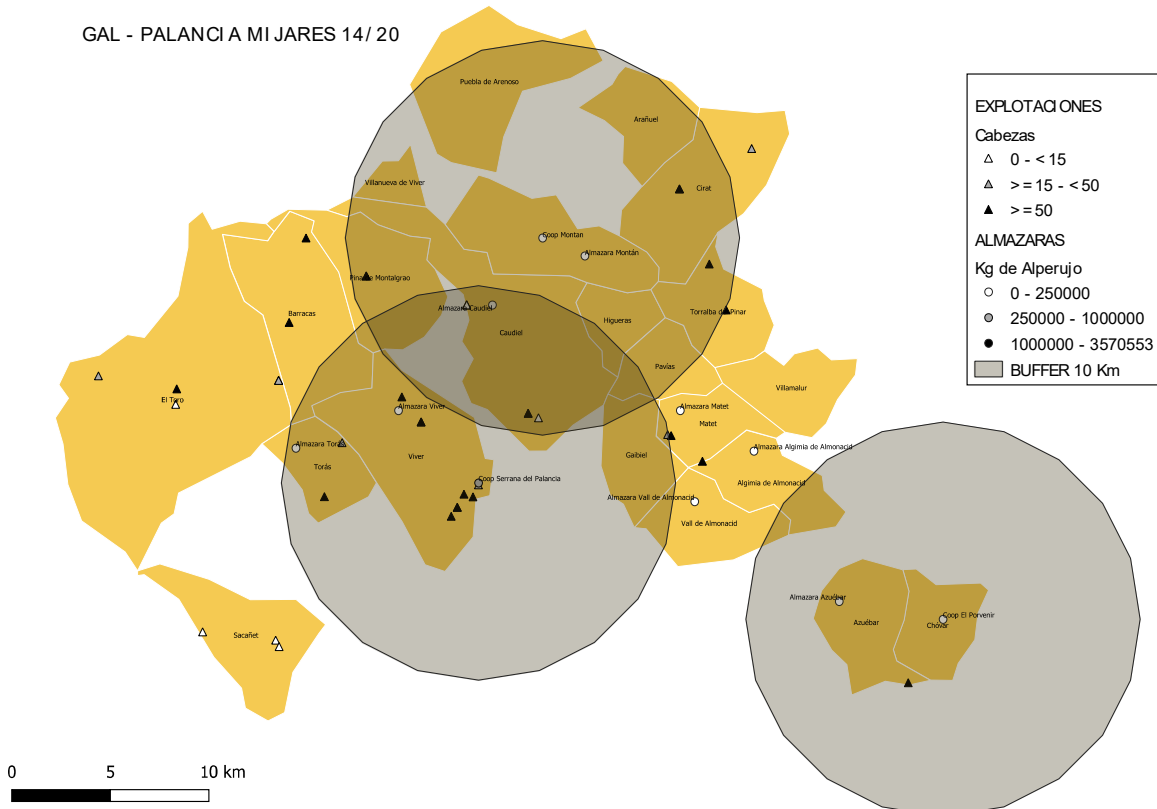 GAL - PALANCIA MIJARES 14/20
EXPLOTACIONES
Cabezas
0 - < 15
>= 15 - < 50
>= 50
ALMAZARAS
Kg de Alperujo
0 - 250000
250000 - 1000000
1000000 - 3570553
BUFFER 10 Km
Puebla de Arenoso
Arañuel
Villanueva de Viver
Cirat
Coop Montan
Almazara Montán
Pina de Montalgrao
Almazara Caudiel
Torralba del Pinar
Barracas
Higueras
Caudiel
Pavías
Villamalur
El Toro
Almazara Viver
Almazara Matet
Matet
Almazara Torás
Almazara Algimia de Almonacid
Viver
Gaibiel
Torás
Coop Serrana del Palancia
Algimia de Almonacid
Almazara Vall de Almonacid
Vall de Almonacid
Almazara Azuébar
Coop El Porvenir
Azuébar
Chóvar
Sacañet
0 5 10 km